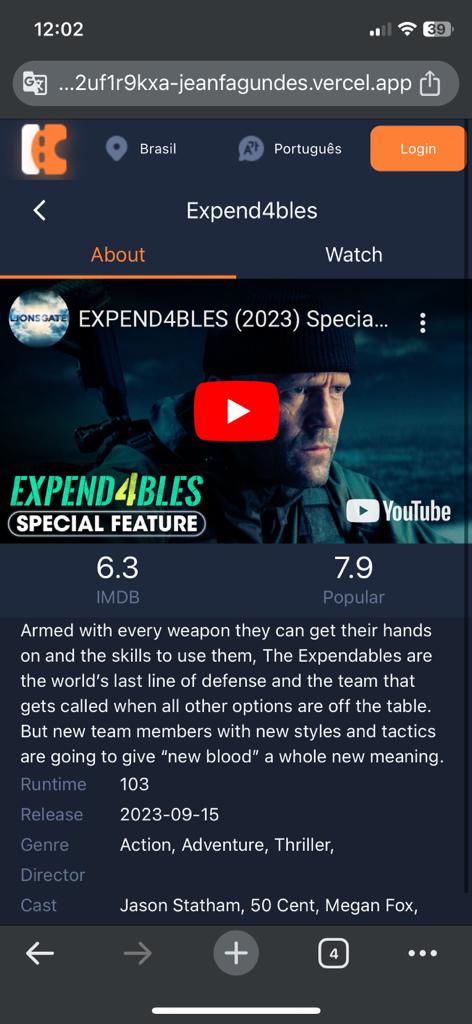 12:02
39
...2uf1r9kxa-jeanfagundes.vercel.app
Brasil
Português
Login
Expend4bles
About
Watch
LIONSGATE
EXPEND4BLES (2023) Specia...
EXPEND4BLES
SPECIAL FEATURE
YouTube
6.3
7.9
IMDB
Popular
Armed with every weapon they can get their hands
on and the skills to use them, The Expendables are
the world’s last line of defense and the team that
gets called when all other options are off the table.
But new team members with new styles and tactics
are going to give “new blood” a whole new meaning.
Runtime 103
Release 2023-09-15
Genre Action, Adventure, Thriller,
Director
Cast Jason Statham, 50 Cent, Megan Fox,
4